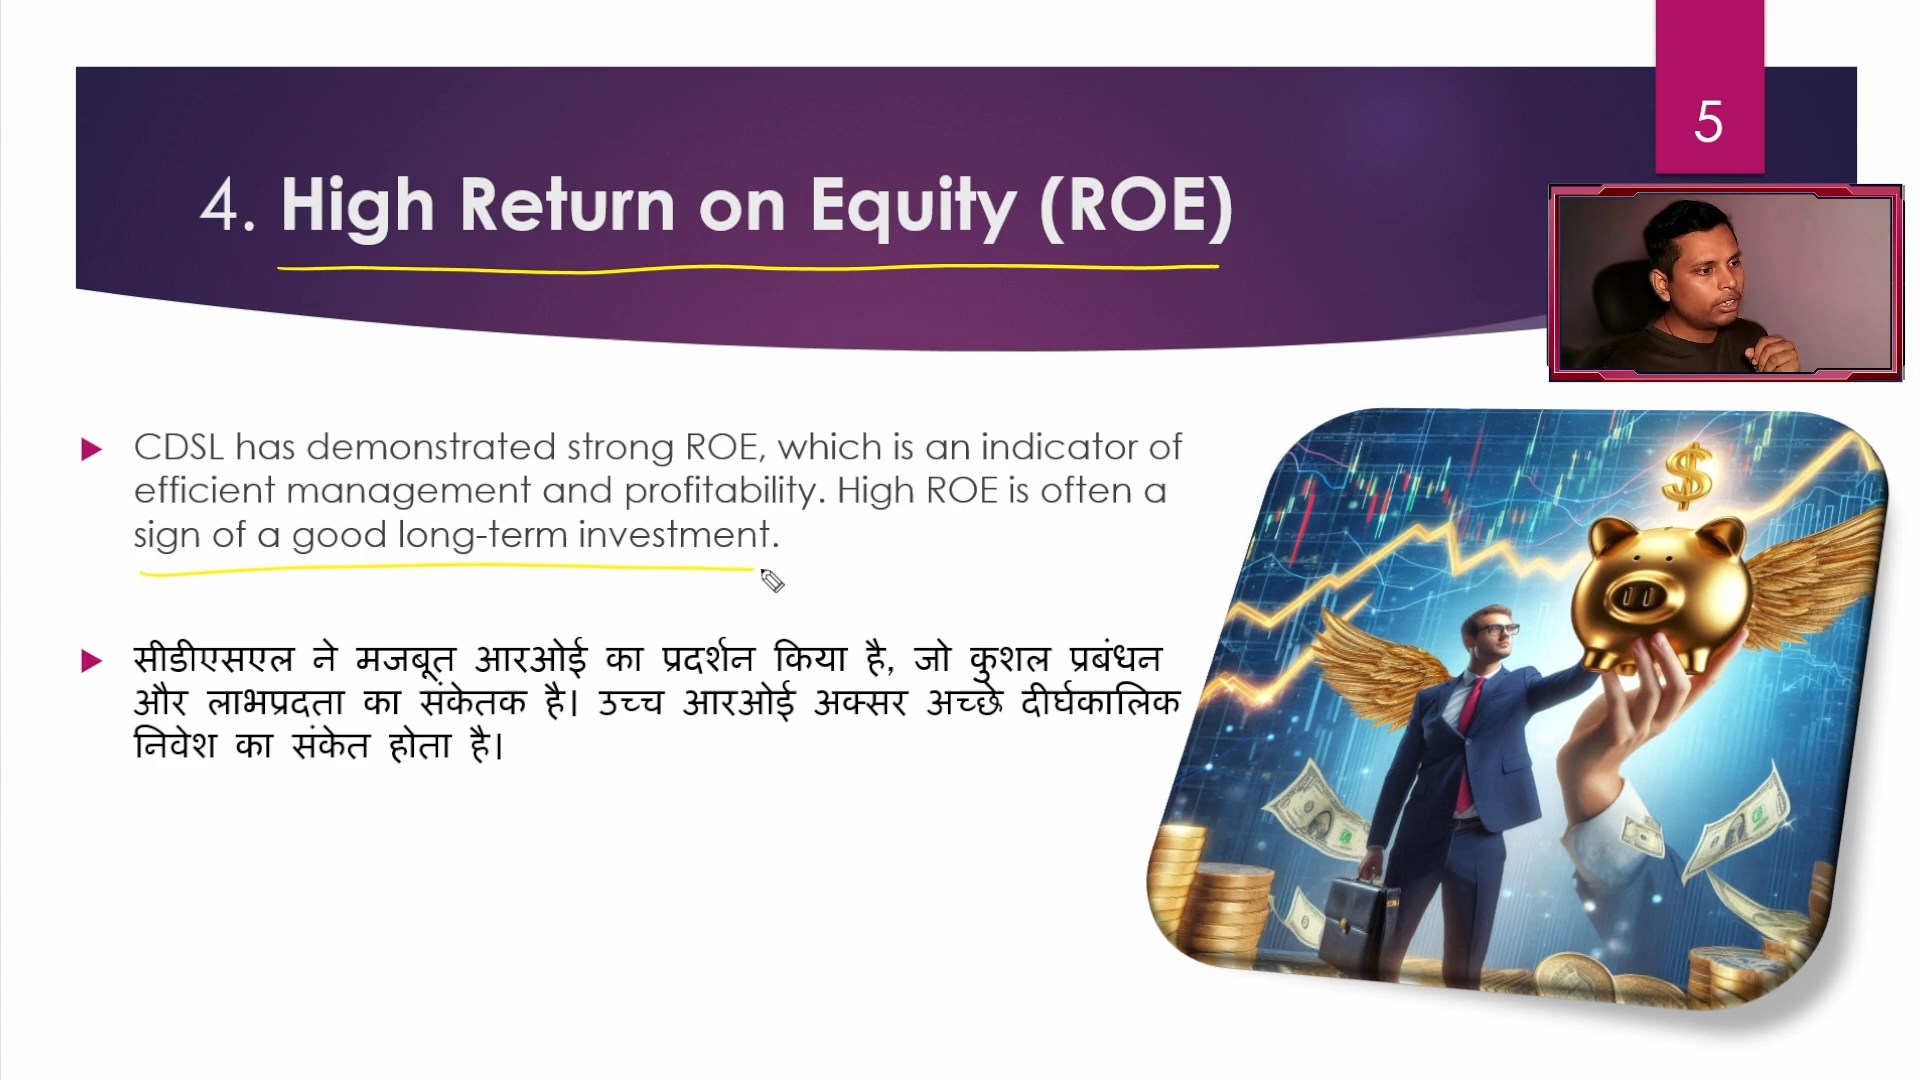 5
4. High Return on Equity (ROE)
CDSL has demonstrated strong ROE, which is an indicator of
efficient management and profitability. High ROE is often a
sign of a good long-term investment.
सीडीएसएल ने मजबूत आरओई का प्रदर्शन किया है, जो कुशल प्रबंधन
और लाभप्रदता का संकेतक है। उच्च आरओई अक्सर अच्छे दीर्घकालिक
निवेश का संकेत होता है।
$